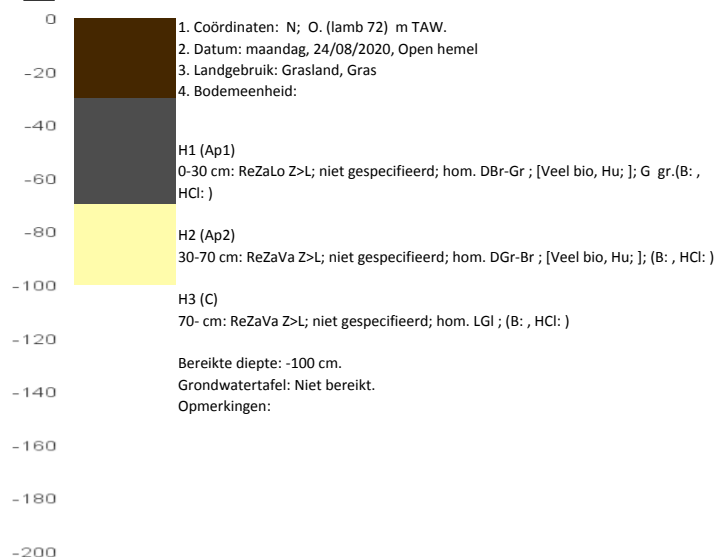 0
-20
-40
-60
-80
-100
-120
-140
-160
-180
-200
1. Coördinaten: N; O. (lamb 72) m TAW.
2. Datum: maandag, 24/08/2020, Open hemel
3. Landgebruik: Grasland, Gras
4. Bodemeenheid:
H1 (Ap1)
0-30 cm: ReZaLo Z>L; niet gespecifieerd; hom. DBr-Gr ; [Veel bio, Hu; ]; G gr.(B: ,
HCl: )
H2 (Ap2)
30-70 cm: ReZaVa Z>L; niet gespecifieerd; hom. DGr-Br ; [Veel bio, Hu; ]; (B: , HCl: )
H3 (C)
70- cm: ReZaVa Z>L; niet gespecifieerd; hom. LGl ; (B: , HCl: )
Bereikte diepte: -100 cm.
Grondwatertafel: Niet bereikt.
Opmerkingen: